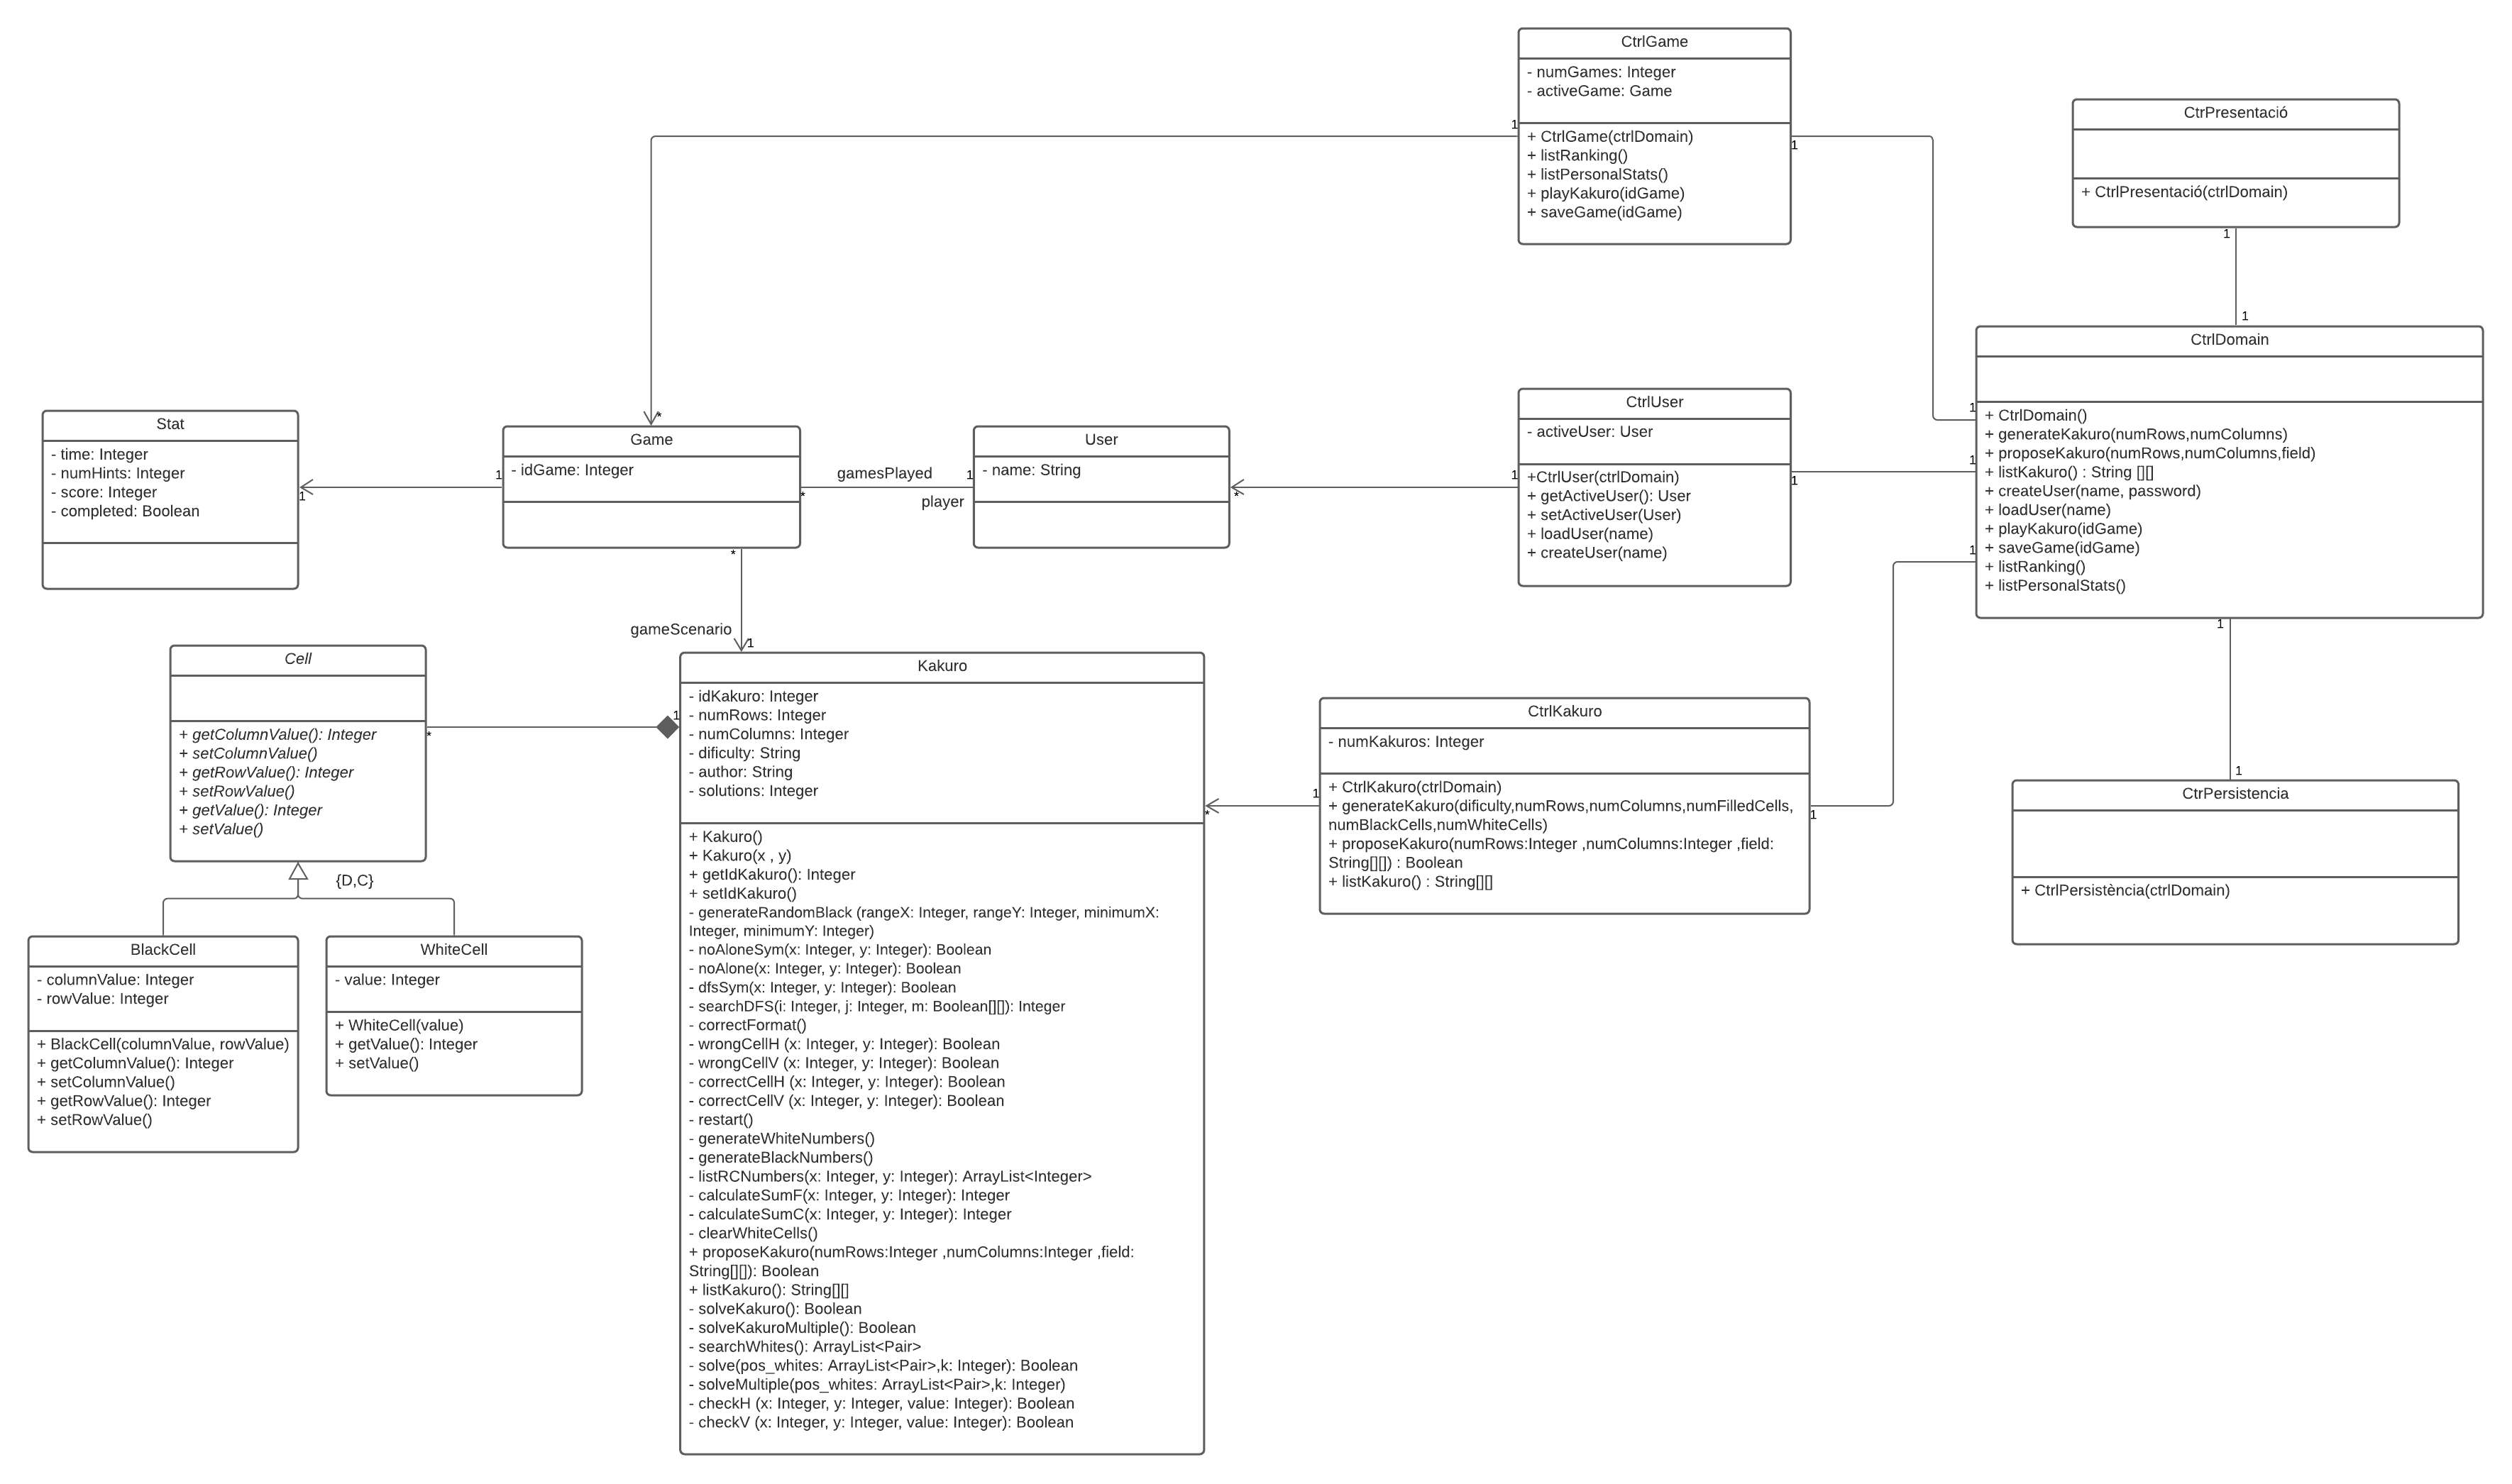 CtrlGame
- numGames: Integer
- activeGame: Game
+ CtrlGame(ctrlDomain)
+ listRanking()
+ listPersonalStats()
+ playKakuro(idGame)
+ saveGame(idGame)
1
1
*
CtrPresentació
+ CtrlPresentació(ctrlDomain)
1
1
CtrlDomain
+ CtrlDomain()
+ generateKakuro(numRows,numColumns)
+ proposeKakuro(numRows,numColumns,field)
+ listKakuro() : String [][]
+ createUser(name, password)
+ loadUser(name)
+ playKakuro(idGame)
+ saveGame(idGame)
+ listRanking()
+ listPersonalStats()
1
1
1
1
1
Stat
- time: Integer
- numHints: Integer
- score: Integer
- completed: Boolean
1
1
Game
- idGame: Integer
*
gamesPlayed
player
1
User
- name: String
*
1
CtrlUser
- activeUser: User
+CtrlUser(ctrlDomain)
+ getActiveUser(): User
+ setActiveUser(User)
+ loadUser(name)
+ createUser(name)
1
*
gameScenario
1
Cell
+ getColumnValue(): Integer
+ setColumnValue()
+ getRowValue(): Integer
+ setRowValue()
+ getValue(): Integer
+ setValue()
*
1
{D,C}
BlackCell
- columnValue: Integer
- rowValue: Integer
+ BlackCell(columnValue, rowValue)
+ getColumnValue(): Integer
+ setColumnValue()
+ getRowValue(): Integer
+ setRowValue()
WhiteCell
- value: Integer
+ WhiteCell(value)
+ getValue(): Integer
+ setValue()
Kakuro
- idKakuro: Integer
- numRows: Integer
- numColumns: Integer
- dificulty: String
- author: String
- solutions: Integer
+ Kakuro()
+ Kakuro(x , y)
+ getIdKakuro(): Integer
+ setIdKakuro()
- generateRandomBlack (rangeX: Integer, rangeY: Integer, minimumX:
Integer, minimumY: Integer)
- noAloneSym(x: Integer, y: Integer): Boolean
- noAlone(x: Integer, y: Integer): Boolean
- dfsSym(x: Integer, y: Integer): Boolean
- searchDFS(i: Integer, j: Integer, m: Boolean[][]): Integer
- correctFormat()
- wrongCellH (x: Integer, y: Integer): Boolean
- wrongCellV (x: Integer, y: Integer): Boolean
- correctCellH (x: Integer, y: Integer): Boolean
- correctCellV (x: Integer, y: Integer): Boolean
- restart()
- generateWhiteNumbers()
- generateBlackNumbers()
- listRCNumbers(x: Integer, y: Integer): ArrayList<Integer>
- calculateSumF(x: Integer, y: Integer): Integer
- calculateSumC(x: Integer, y: Integer): Integer
- clearWhiteCells()
+ proposeKakuro(numRows:Integer ,numColumns:Integer ,field:
String[][]): Boolean
+ listKakuro(): String[][]
- solveKakuro(): Boolean
- solveKakuroMultiple(): Boolean
- searchWhites(): ArrayList<Pair>
- solve(pos_whites: ArrayList<Pair>,k: Integer): Boolean
- solveMultiple(pos_whites: ArrayList<Pair>,k: Integer)
- checkH (x: Integer, y: Integer, value: Integer): Boolean
- checkV (x: Integer, y: Integer, value: Integer): Boolean
*
1
CtrlKakuro
- numKakuros: Integer
+ CtrlKakuro(ctrlDomain)
+ generateKakuro(dificulty,numRows,numColumns,numFilledCells,
numBlackCells,numWhiteCells)
+ proposeKakuro(numRows:Integer ,numColumns:Integer ,field:
String[][]) : Boolean
+ listKakuro() : String[][]
1
1
CtrPersistencia
+ CtrlPersistència(ctrlDomain)